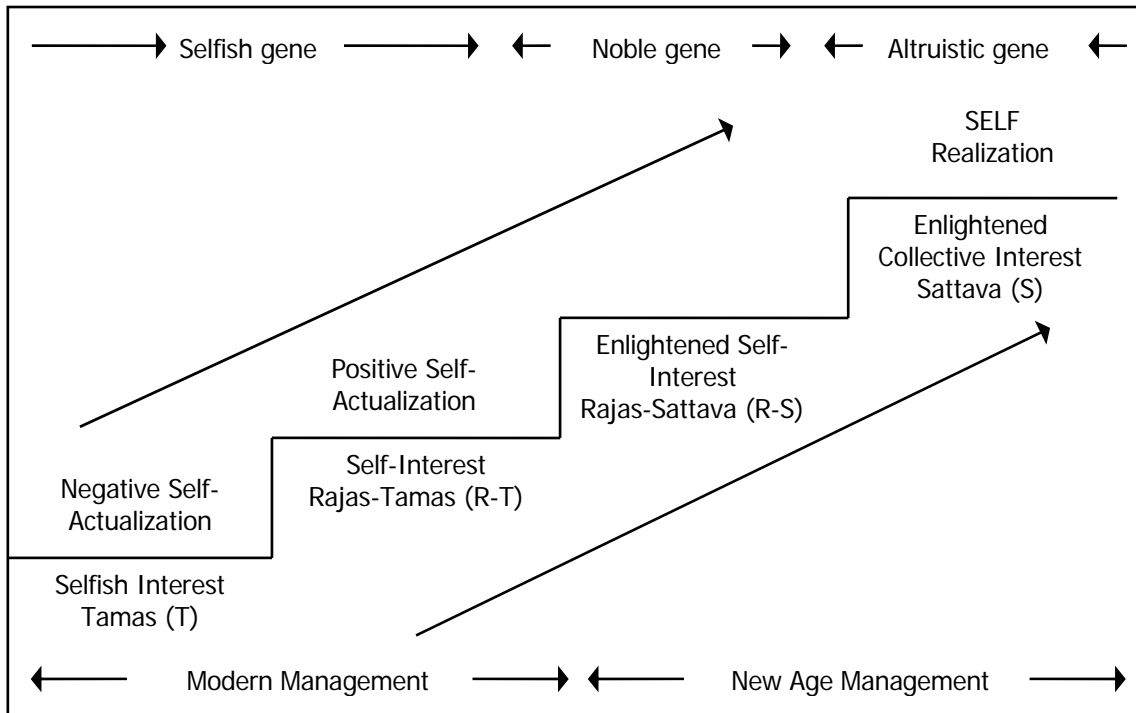 Selfish gene
Noble gene
Altruistic gene
SELF
Realization
Enlightened
Collective Interest
Sattava (S)
Positive Self-
Actualization
Enlightened Self-
Interest
Rajas-Sattava (R-S)
Negative Self-
Actualization
Self-Interest
Rajas-Tamas (R-T)
Selfish Interest
Tamas (T)
Modern Management
New Age Management